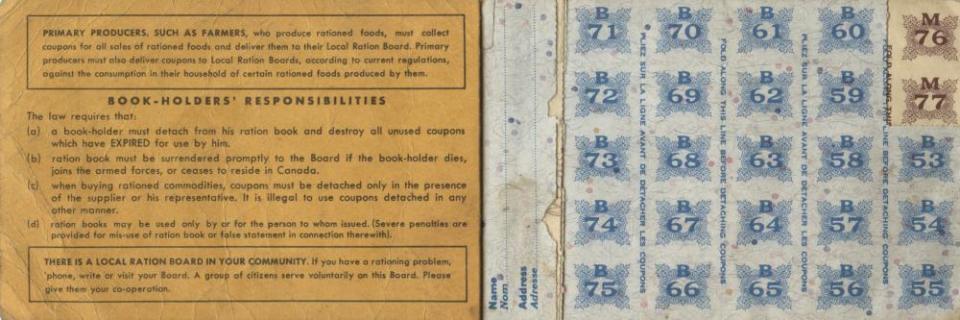 PRIMARY PRODUCERS, SUCH AS FARMERS, who produce rationed foods, must collect
coupons for all sales of rationed foods and deliver them to their Local Ration Board. Primary
producers must also deliver coupons to Local Ration Boards, according to current regulations,
against the consumption in their household of certain rationed foods produced by them.
BOOK-HOLDERS' RESPONSIBILITIES
The law requires that:
(a) a book-holder must detach from his ration book and destroy all unused coupons
which have EXPIRED for use by him.
(b) ration book must be surrendered promptly to the Board if the book-holder dies,
joins the armed forces, or ceases to reside in Canada.
(c) when buying rationed commodities, coupons must be detached only in the presence
of the supplier or his representative. It is illegal to use coupons detached in any
other manner.
(d) ration books may be used only by or for the person to whom issued. (Severe penalties are
provided for mis-use of ration book or false statement in connection therewith).
THERE IS A LOCAL RATION BOARD IN YOUR COMMUNITY. If you have a rationing problem,
'phone, write or visit your Board. A group of citizens serve voluntarily on this Board. Please
give them your co-operation.
Name
Nom
Address
Adresse
B 71 B 70 B 61 B 60 M 76
M 77
B 72 B 69 B 62 B 59
B 73 B 68 B 63 B 58 B 53
B 74 B 67 B 64 B 57 B 54
B 75 B 66 B 65 B 56 B 55
PLIEZ SUR LA LIGNE AVANT DE DETACHER LES COUPONS
FOLD ALONG THIS LINE BEFORE DETACHING COUPONS
PLIEZ SUR LA LIGNE AVANT DE DETACHER LES COUPONS
LINE BEFORE DETACHING COUPONS
FOLD ALONG THIS